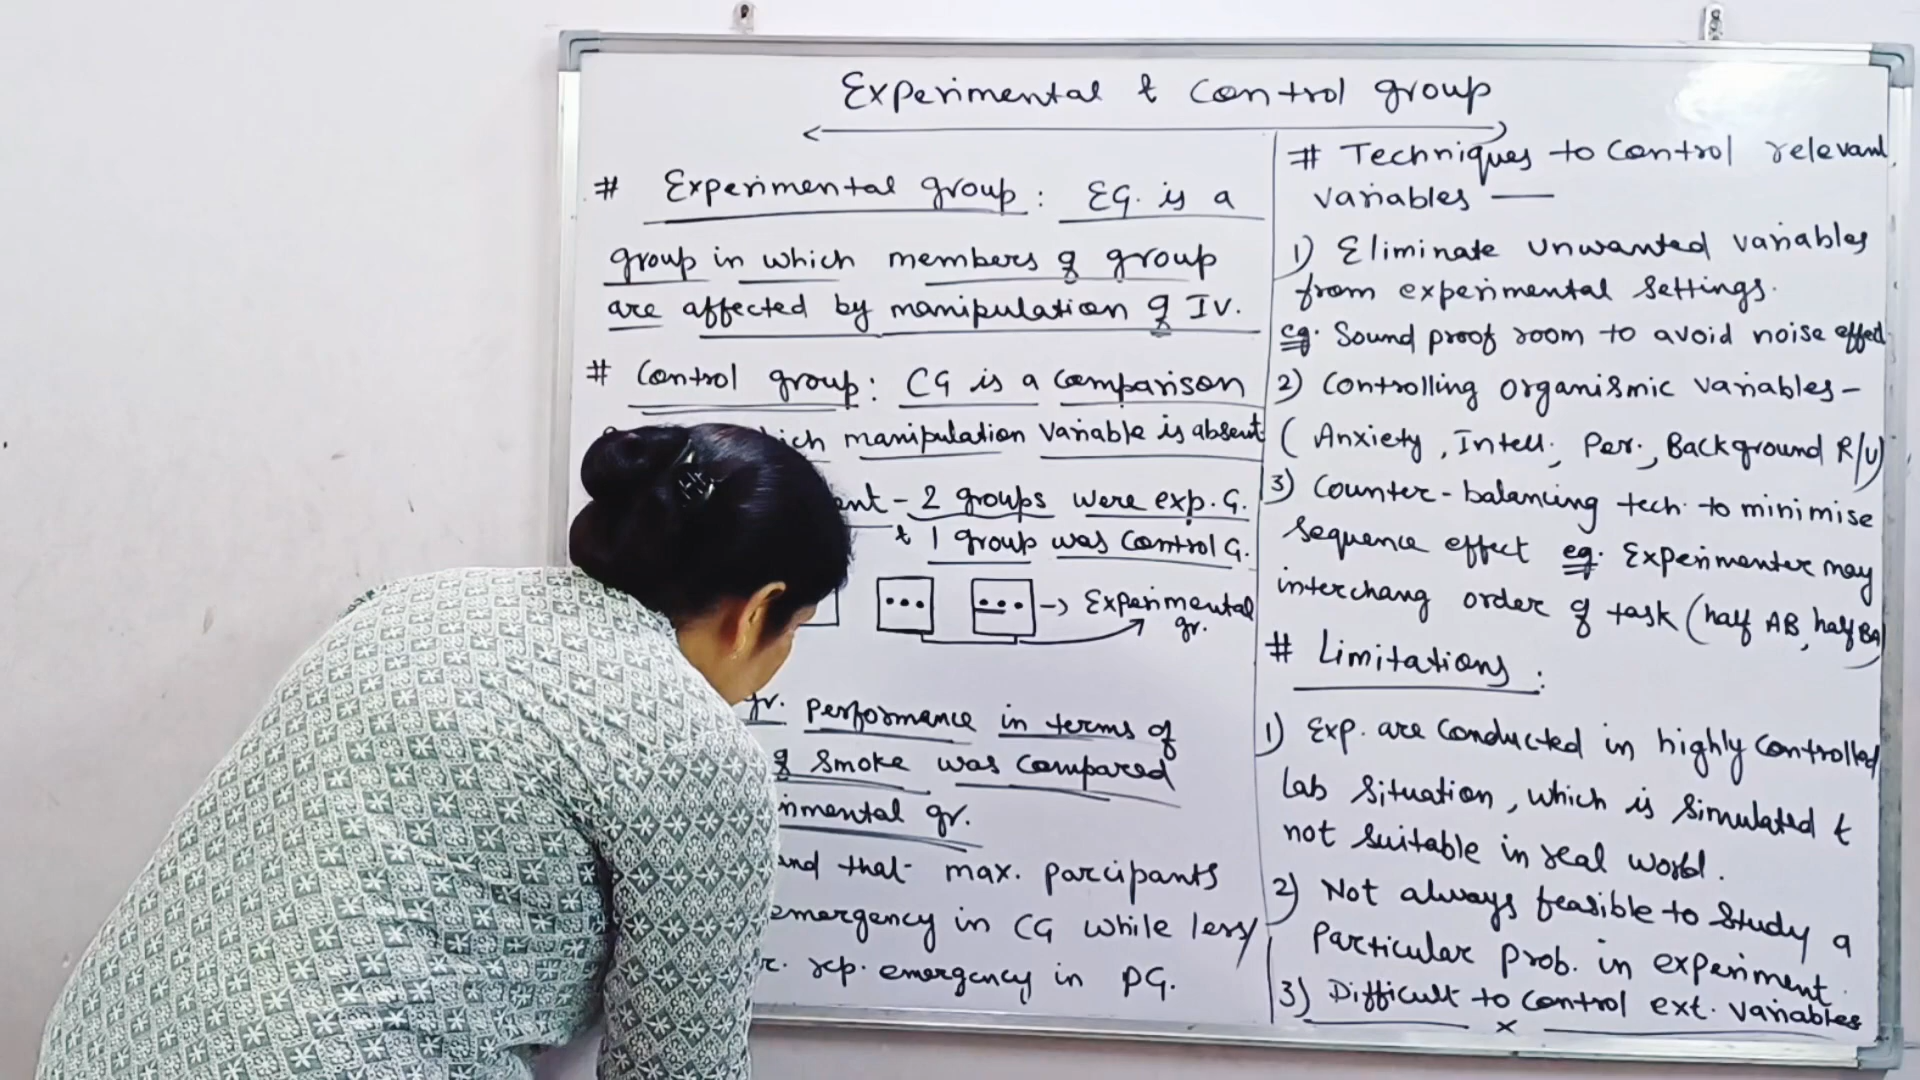 Experimental & Control group
# Experimental group : EG. is a
group in which members of group
are affected by manipulation of IV.
# Control group : CG is a comparison
manipulation variable is absent
- 2 groups were exp. G.
& 1 group was control G.
-> Experimental
gr.
gr. performance in terms of
of smoke was compared
gr.
that max. parcipants
emergency in CG while less/
rep. emergency in PG.
# Techniques to control relevant
variables —
1) Eliminate unwanted variables
from experimental settings.
eg. Sound proof room to avoid noise effect
2) Controlling organismic variables -
( Anxiety, Intell., Per., Background R/U)
3) Counter-balancing tech. to minimise
sequence effect eg. Experimenter may
interchang order of task (half AB, half BA)
# Limitations :
1) Exp. are conducted in highly controlled
lab situation, which is simulated &
not suitable in real world.
2) Not always feasible to study a
particular prob. in experiment.
3) Difficult to control ext. variables
x